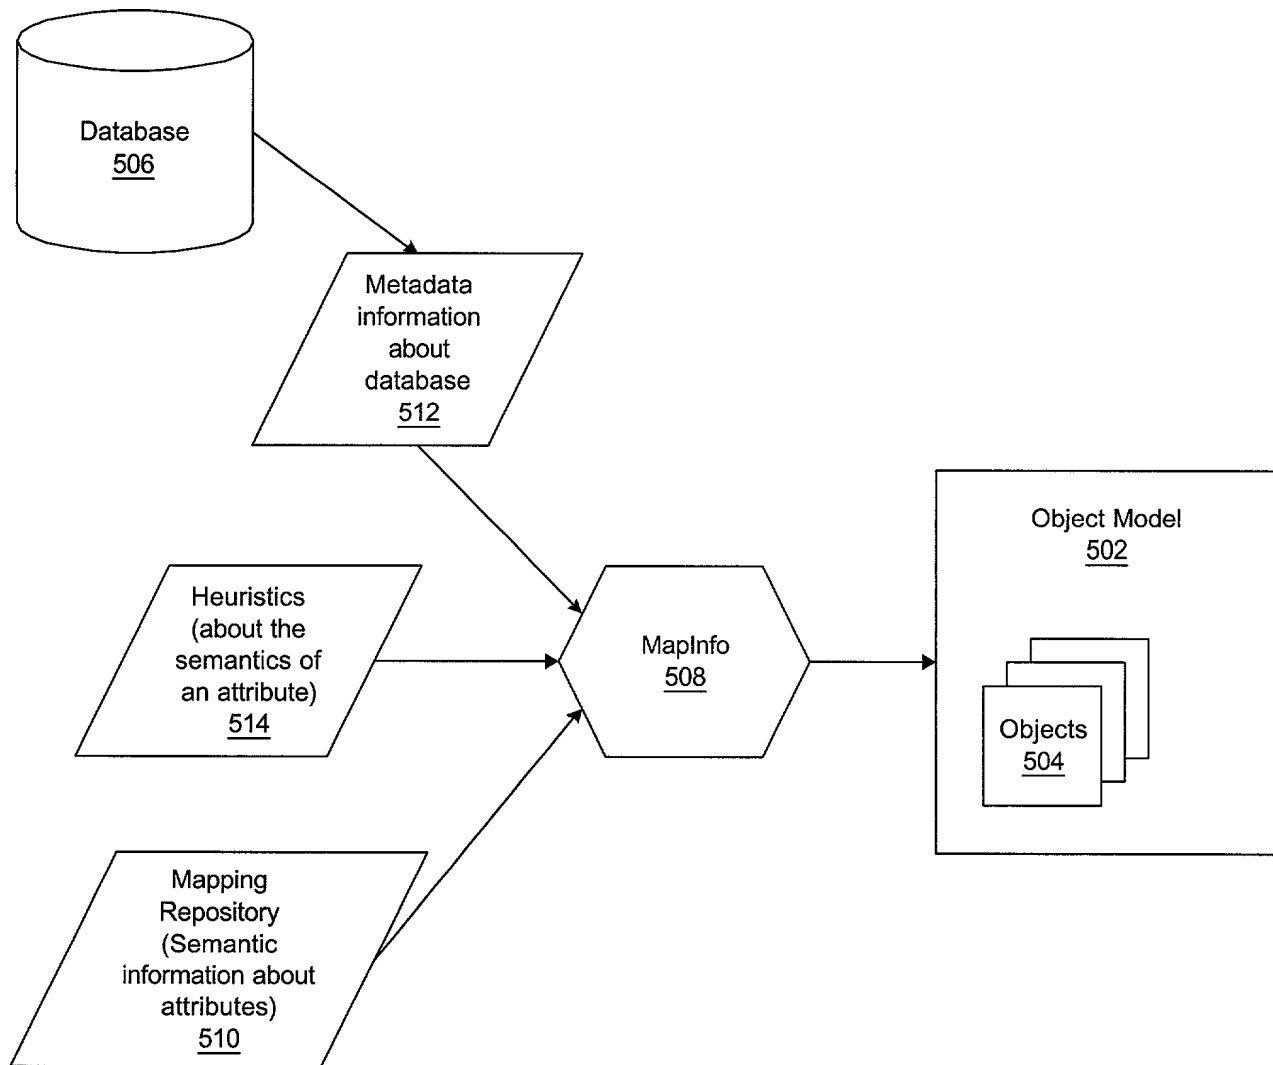 Database
506
Metadata
information
about
database
512
Object Model
502
Heuristics
(about the
semantics of
an attribute)
514
MapInfo
508
Objects
504
Mapping
Repository
(Semantic
information about
attributes)
510